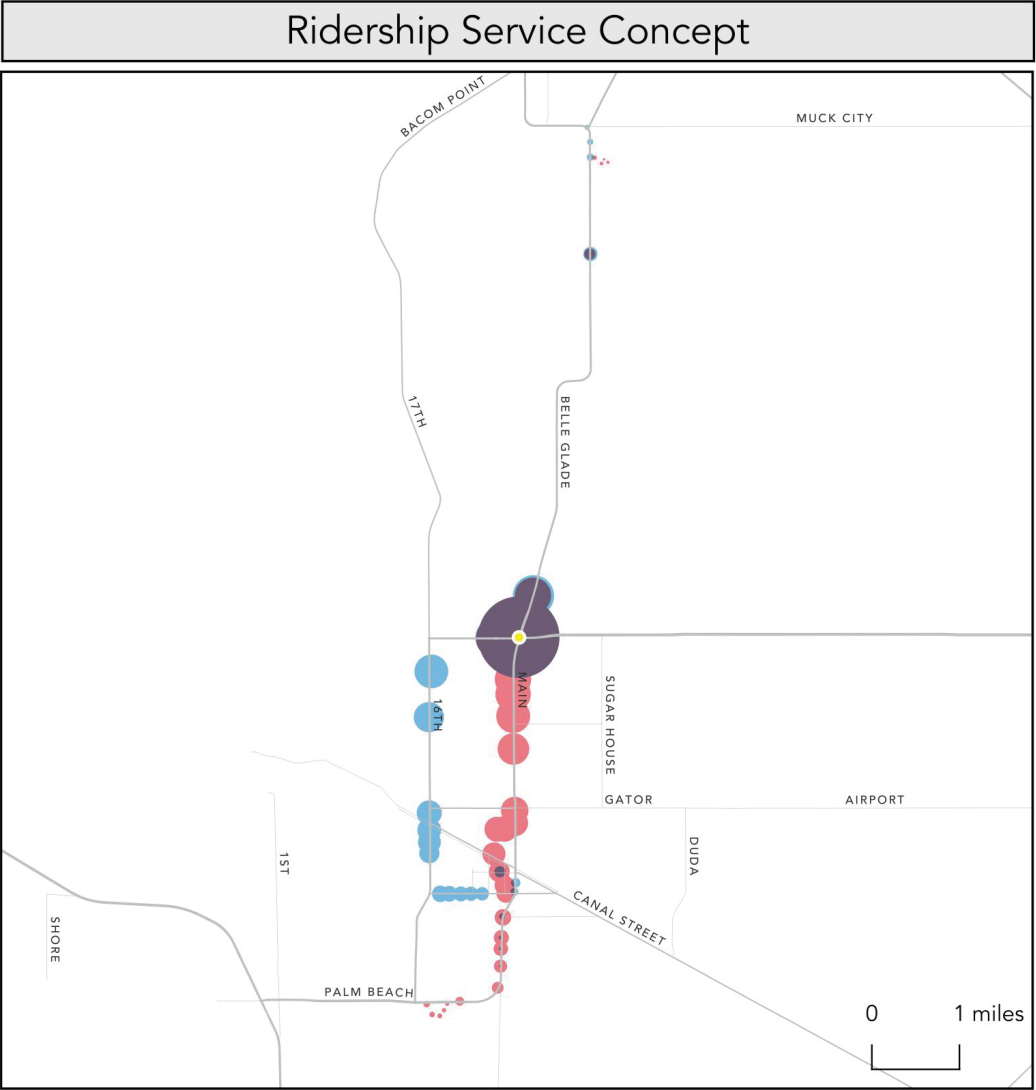 Ridership Service Concept
BACOM POINT
MUCK CITY
17TH
BELLE GLADE
MAIN
16TH
SUGAR HOUSE
GATOR
AIRPORT
1ST
DUDA
CANAL STREET
SHORE
PALM BEACH
0 1 miles